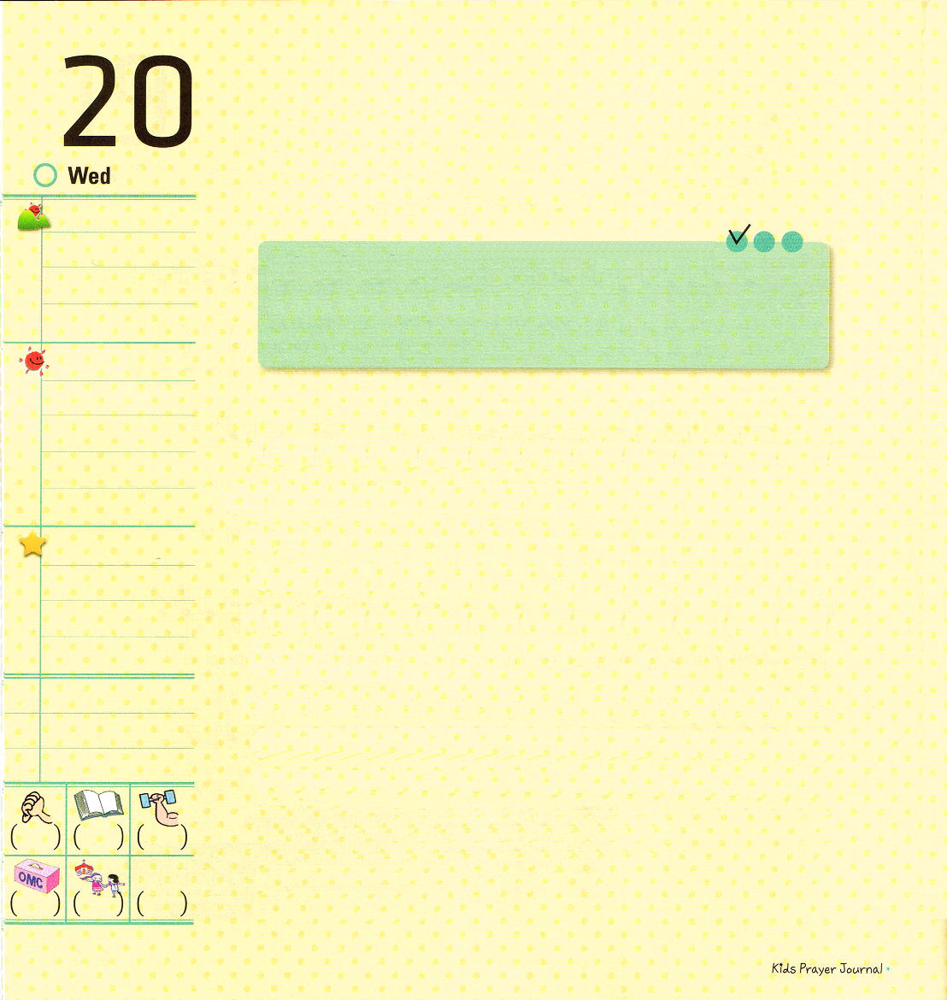 20
Wed
( ) ( ) ( )
OMC
( ) ( ) ( )
Kids Prayer Journal